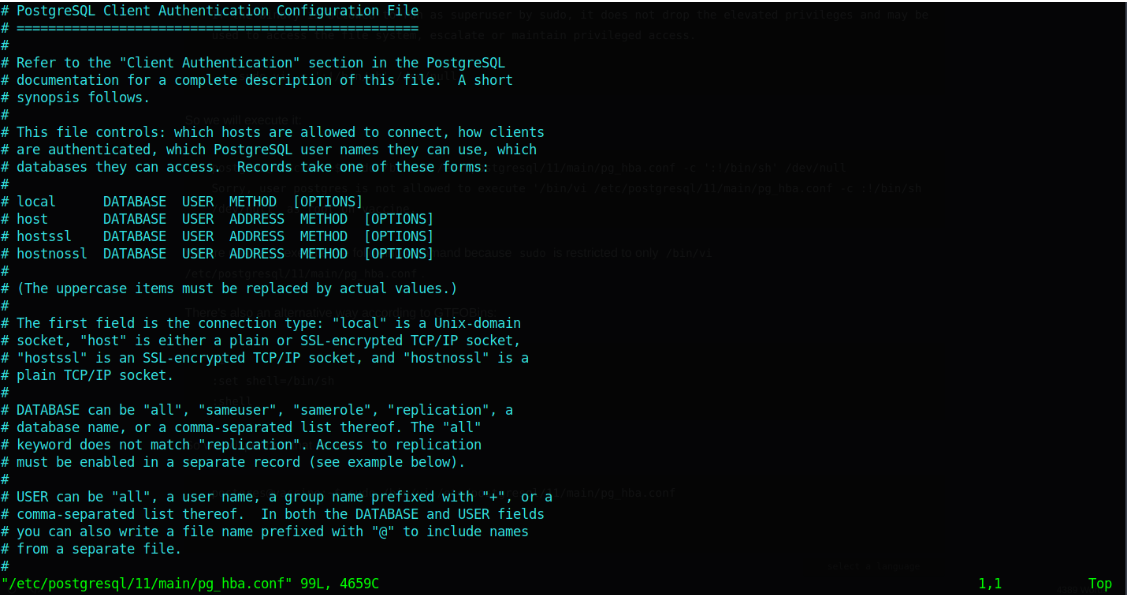 # PostgreSQL Client Authentication Configuration File
# ===================================================
#
# Refer to the "Client Authentication" section in the PostgreSQL
# documentation for a complete description of this file.  A short
# synopsis follows.
#
# This file controls: which hosts are allowed to connect, how clients
# are authenticated, which PostgreSQL user names they can use, which
# databases they can access.  Records take one of these forms:
#
# local      DATABASE  USER  METHOD  [OPTIONS]
# host       DATABASE  USER  ADDRESS  METHOD  [OPTIONS]
# hostssl    DATABASE  USER  ADDRESS  METHOD  [OPTIONS]
# hostnossl  DATABASE  USER  ADDRESS  METHOD  [OPTIONS]
#
# (The uppercase items must be replaced by actual values.)
#
# The first field is the connection type: "local" is a Unix-domain
# socket, "host" is either a plain or SSL-encrypted TCP/IP socket,
# "hostssl" is an SSL-encrypted TCP/IP socket, and "hostnossl" is a
# plain TCP/IP socket.
#
# DATABASE can be "all", "sameuser", "samerole", "replication", a
# database name, or a comma-separated list thereof. The "all"
# keyword does not match "replication". Access to replication
# must be enabled in a separate record (see example below).
#
# USER can be "all", a user name, a group name prefixed with "+", or a
# comma-separated list thereof.  In both the DATABASE and USER fields
# you can also write a file name prefixed with "@" to include names
# from a separate file.
#
"/etc/postgresql/11/main/pg_hba.conf" 99L, 4659C 1,1 Top